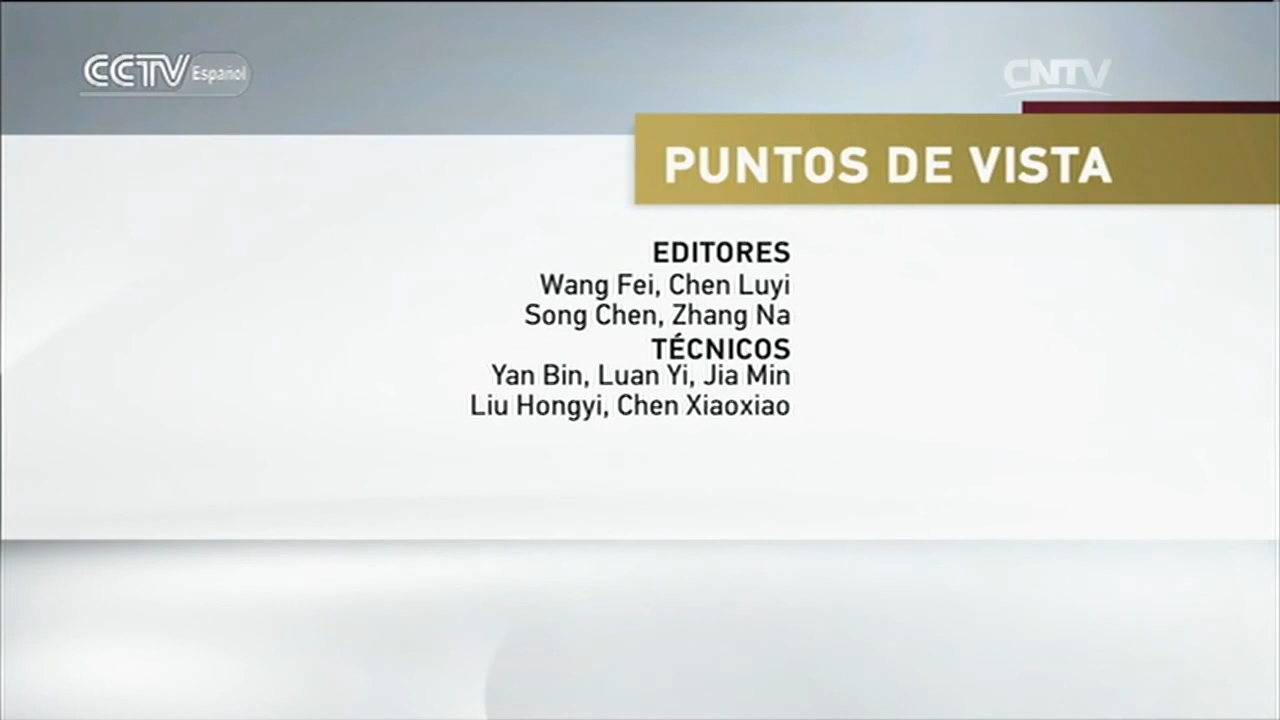 CCTV Español
CNTV
PUNTOS DE VISTA
EDITORES
Wang Fei, Chen Luyi
Song Chen, Zhang Na
TÉCNICOS
Yan Bin, Luan Yi, Jia Min
Liu Hongyi, Chen Xiaoxiao